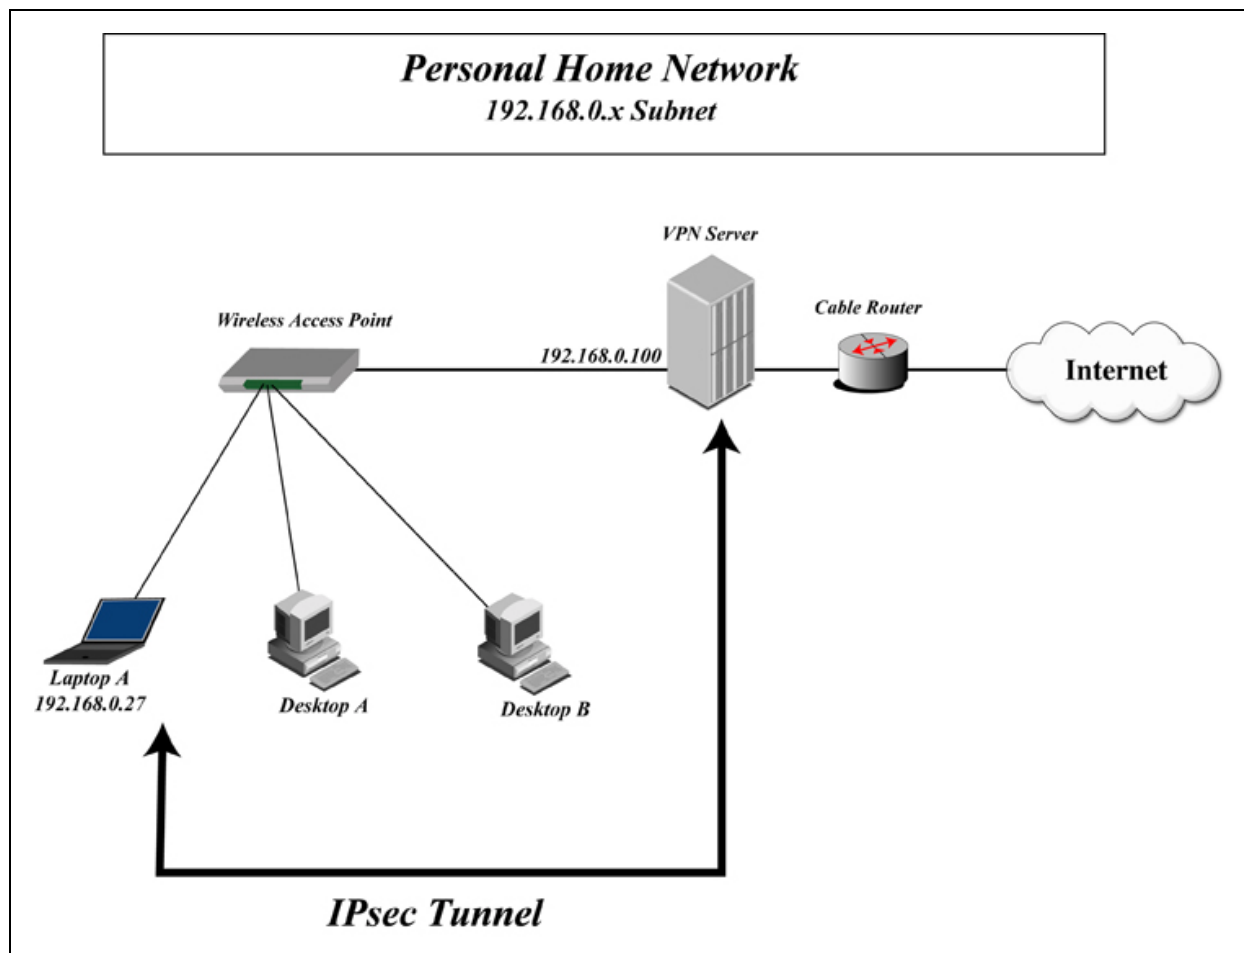 Personal Home Network
192.168.0.x Subnet
VPN Server
Cable Router
Wireless Access Point
192.168.0.100
Internet
Laptop A
192.168.0.27
Desktop A
Desktop B
IPsec Tunnel